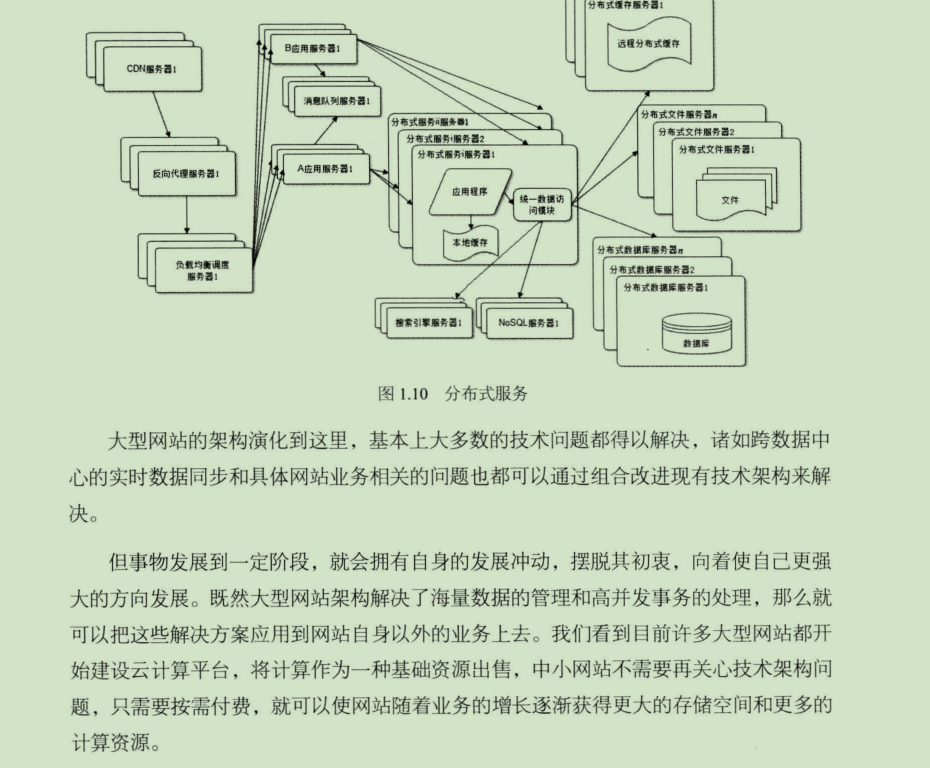 分布式缓存服务器1
远程分布式缓存
CDN服务器1
B应用服务器1
消息队列服务器1
反向代理服务器1
A应用服务器1
分布式服务ii服务器1
分布式服务i服务器2
分布式服务i服务器1
应用程序
统一数据访
问模块
本地缓存
分布式文件服务器n
分布式文件服务器2
分布式文件服务器1
文件
负载均衡调度
服务器1
分布式数据库服务器n
分布式数据库服务器2
分布式数据库服务器1
数据库
搜索引擎服务器1
NoSQL服务器1
图 1.10 分布式服务
大型网站的架构演化到这里，基本上大多数的技术问题都得以解决，诸如跨数据中
心的实时数据同步和具体网站业务相关的问题也都可以通过组合改进现有技术架构来解
决。
但事物发展到一定阶段，就会拥有自身的发展冲动，摆脱其初衷，向着使自己更强
大的方向发展。既然大型网站架构解决了海量数据的管理和高并发事务的处理，那么就
可以把这些解决方案应用到网站自身以外的业务上去。我们看到目前许多大型网站都开
始建设云计算平台，将计算作为一种基础资源出售，中小网站不需要再关心技术架构问
题，只需要按需付费，就可以使网站随着业务的增长逐渐获得更大的存储空间和更多的
计算资源。